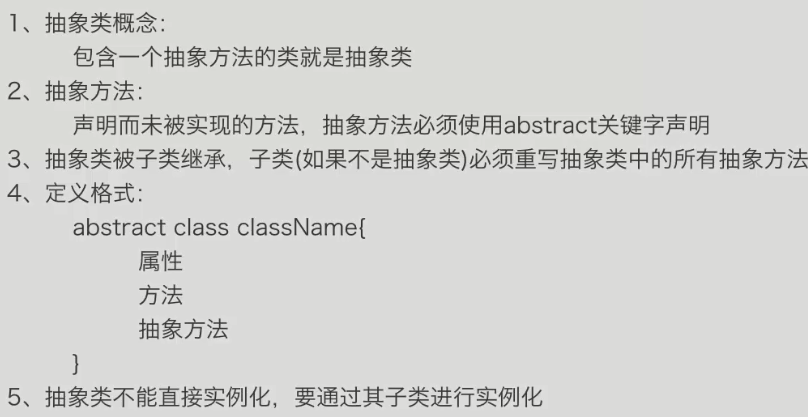 1、抽象类概念：
包含一个抽象方法的类就是抽象类
2、抽象方法：
声明而未被实现的方法，抽象方法必须使用abstract关键字声明
3、抽象类被子类继承，子类(如果不是抽象类)必须重写抽象类中的所有抽象方法
4、定义格式：
abstract class className{
属性
方法
抽象方法
}
5、抽象类不能直接实例化，要通过其子类进行实例化